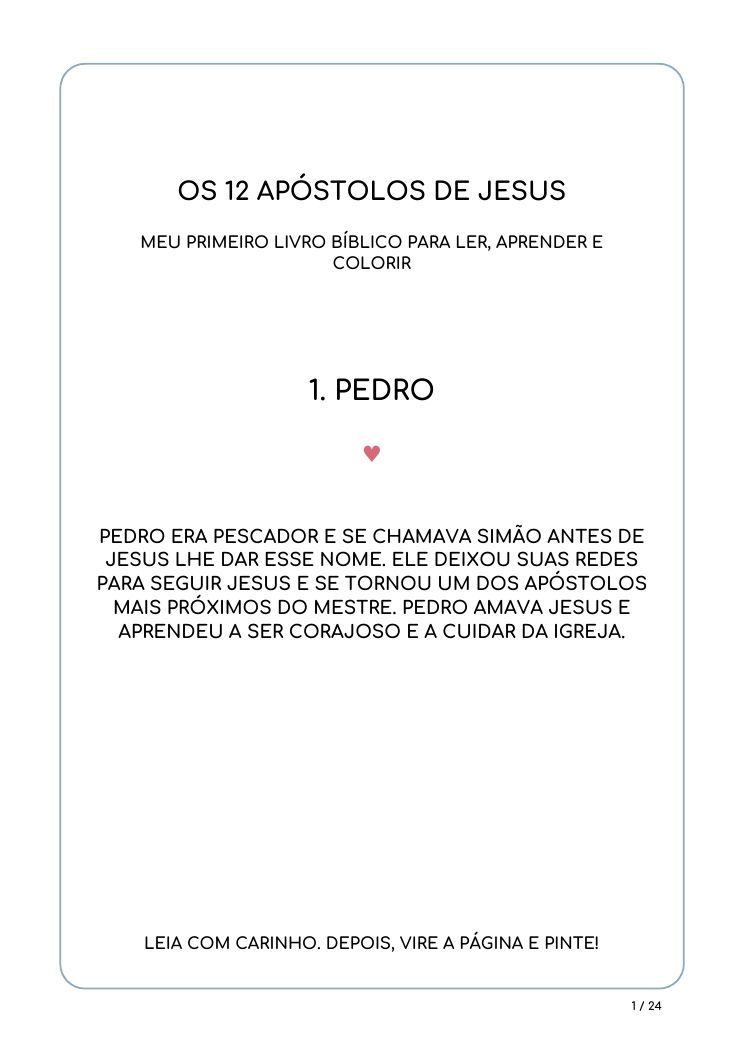 OS 12 APÓSTOLOS DE JESUS
MEU PRIMEIRO LIVRO BÍBLICO PARA LER, APRENDER E
COLORIR
1. PEDRO
PEDRO ERA PESCADOR E SE CHAMAVA SIMÃO ANTES DE
JESUS LHE DAR ESSE NOME. ELE DEIXOU SUAS REDES
PARA SEGUIR JESUS E SE TORNOU UM DOS APÓSTOLOS
MAIS PRÓXIMOS DO MESTRE. PEDRO AMAVA JESUS E
APRENDEU A SER CORAJOSO E A CUIDAR DA IGREJA.
LEIA COM CARINHO. DEPOIS, VIRE A PÁGINA E PINTE!
1 / 24